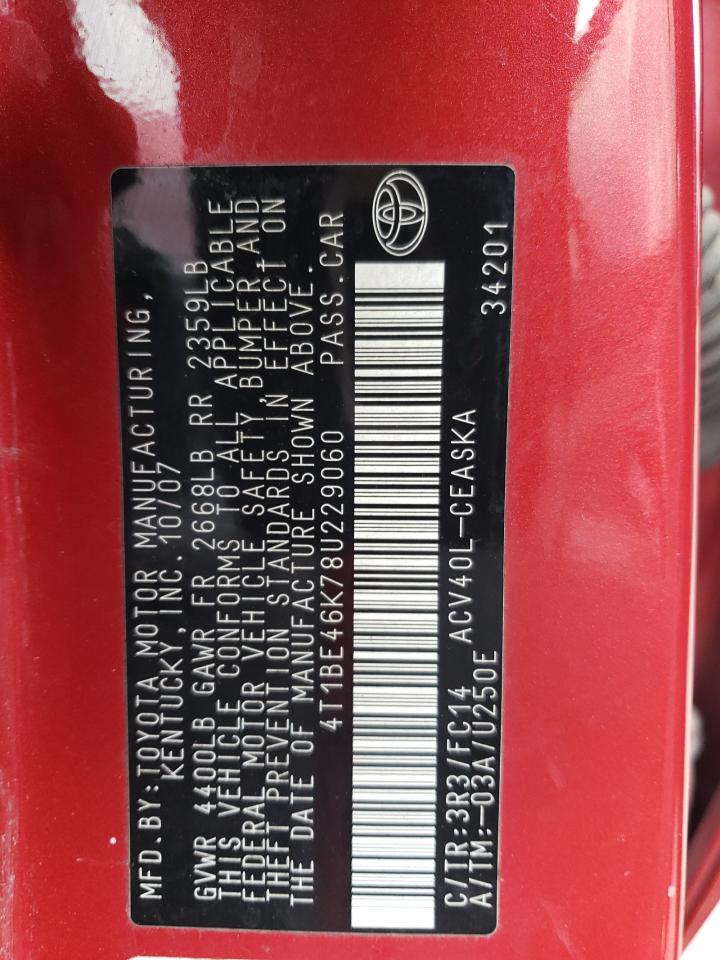 MFD.BY:TOYOTA MOTOR MANUFACTURING,
KENTUCKY, INC. 10/07
GVWR 4400LB GAWR FR 2668LB RR 2359LB
THIS VEHICLE CONFORMS TO ALL APPLICABLE
FEDERAL MOTOR VEHICLE SAFETY, BUMPER, AND
THEFT PREVENTION STANDARDS IN EFFECT ON
THE DATE OF MANUFACTURE SHOWN ABOVE.
4T1BE46K78U229060 PASS.CAR
C/TR:3R3/FC14 ACV40L-CEASKA
A/TM:-03A/U250E 34201